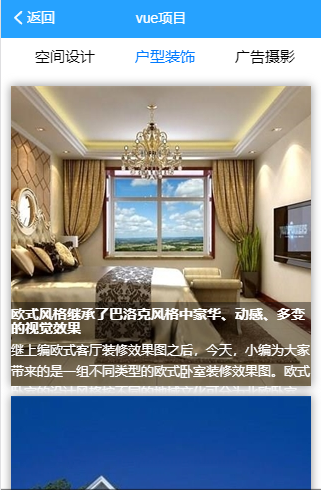 返回
vue项目
空间设计 户型装饰 广告摄影
欧式风格继承了巴洛克风格中豪华、动感、多变
的视觉效果
继上编欧式客厅装修效果图之后，今天，小编为大家
带来的是一组不同类型的欧式卧室装修效果图。欧式